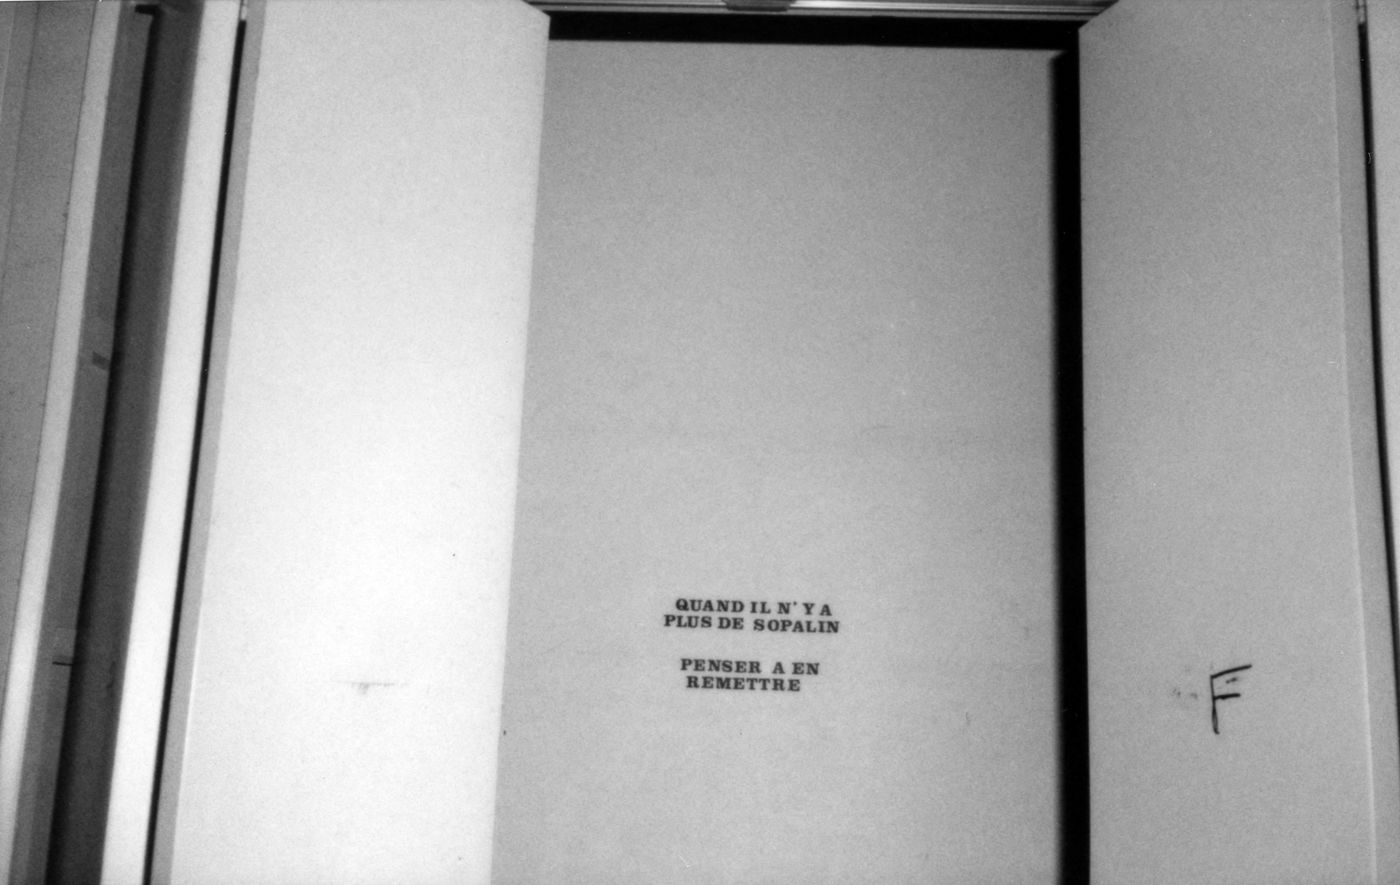 QUAND IL N'Y A
PLUS DE SOPALIN
PENSER A EN
REMETTRE
F